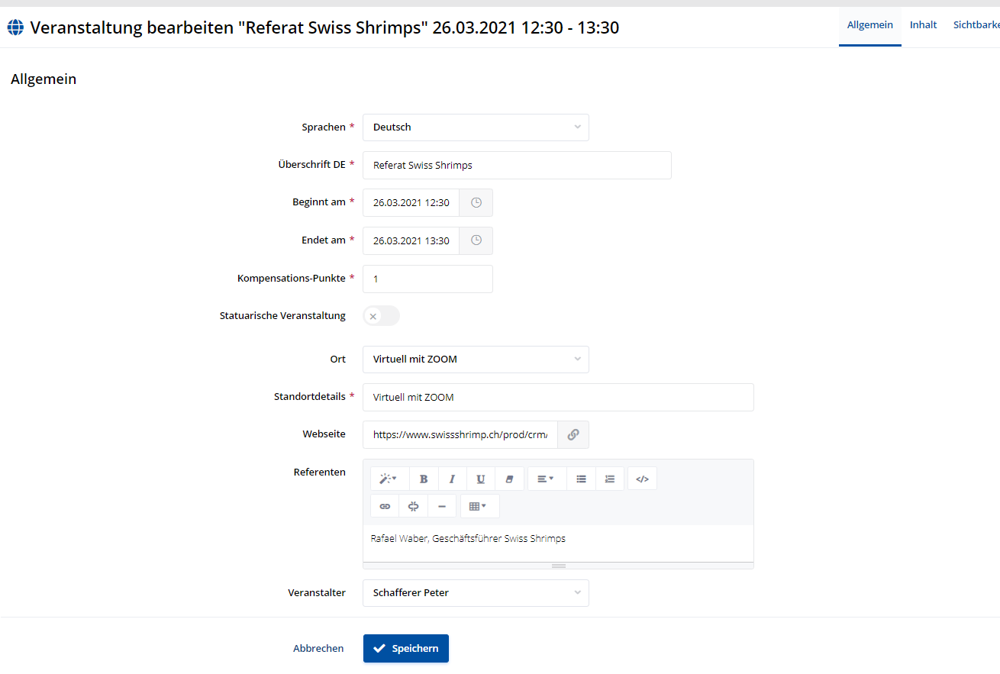 Veranstaltung bearbeiten "Referat Swiss Shrimps" 26.03.2021 12:30 - 13:30
Allgemein Inhalt
Allgemein
Sprachen * Deutsch
Überschrift DE * Referat Swiss Shrimps
Beginnt am * 26.03.2021 12:30
Endet am * 26.03.2021 13:30
Kompensations-Punkte * 1
Statuarische Veranstaltung
Ort Virtuell mit ZOOM
Standortdetails * Virtuell mit ZOOM
Webseite https://www.swissshrimp.ch/prod/crm/
Referenten
B I U </>
Rafael Waber, Geschäftsführer Swiss Shrimps
Veranstalter Schafferer Peter
Abbrechen Speichern